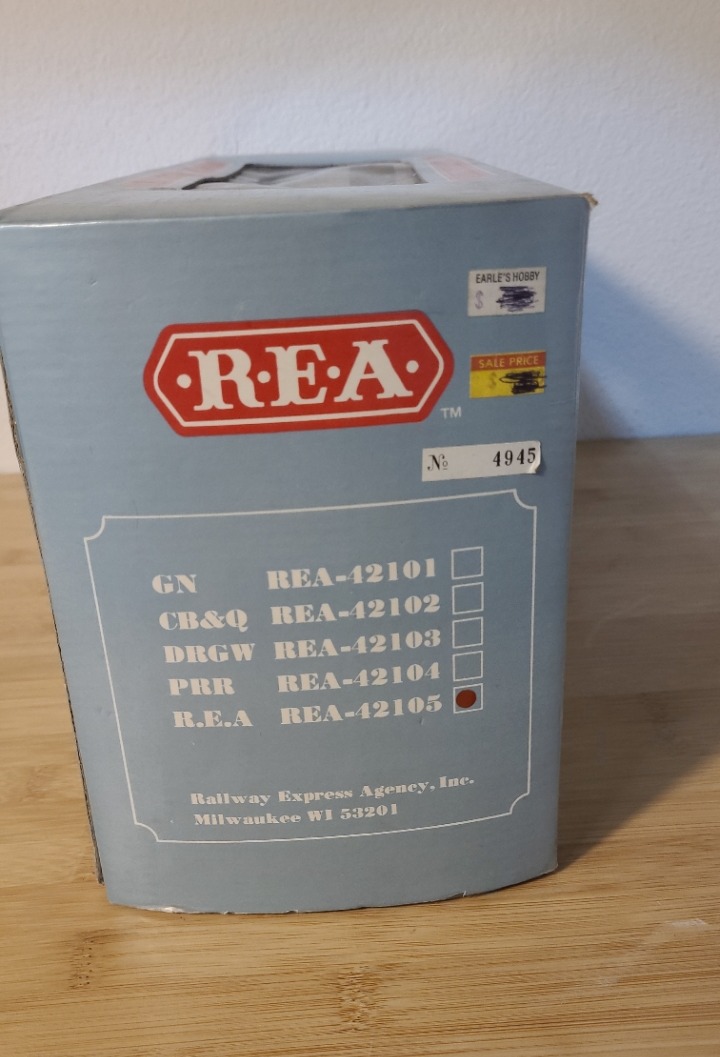 EARLE'S HOBBY
$
·R·E·A·
TM
SALE PRICE
$
№ 4945
GN REA-42101
CB&Q REA-42102
DRGW REA-42103
PRR REA-42104
R.E.A REA-42105
Railway Express Agency, Inc.
Milwaukee WI 53201